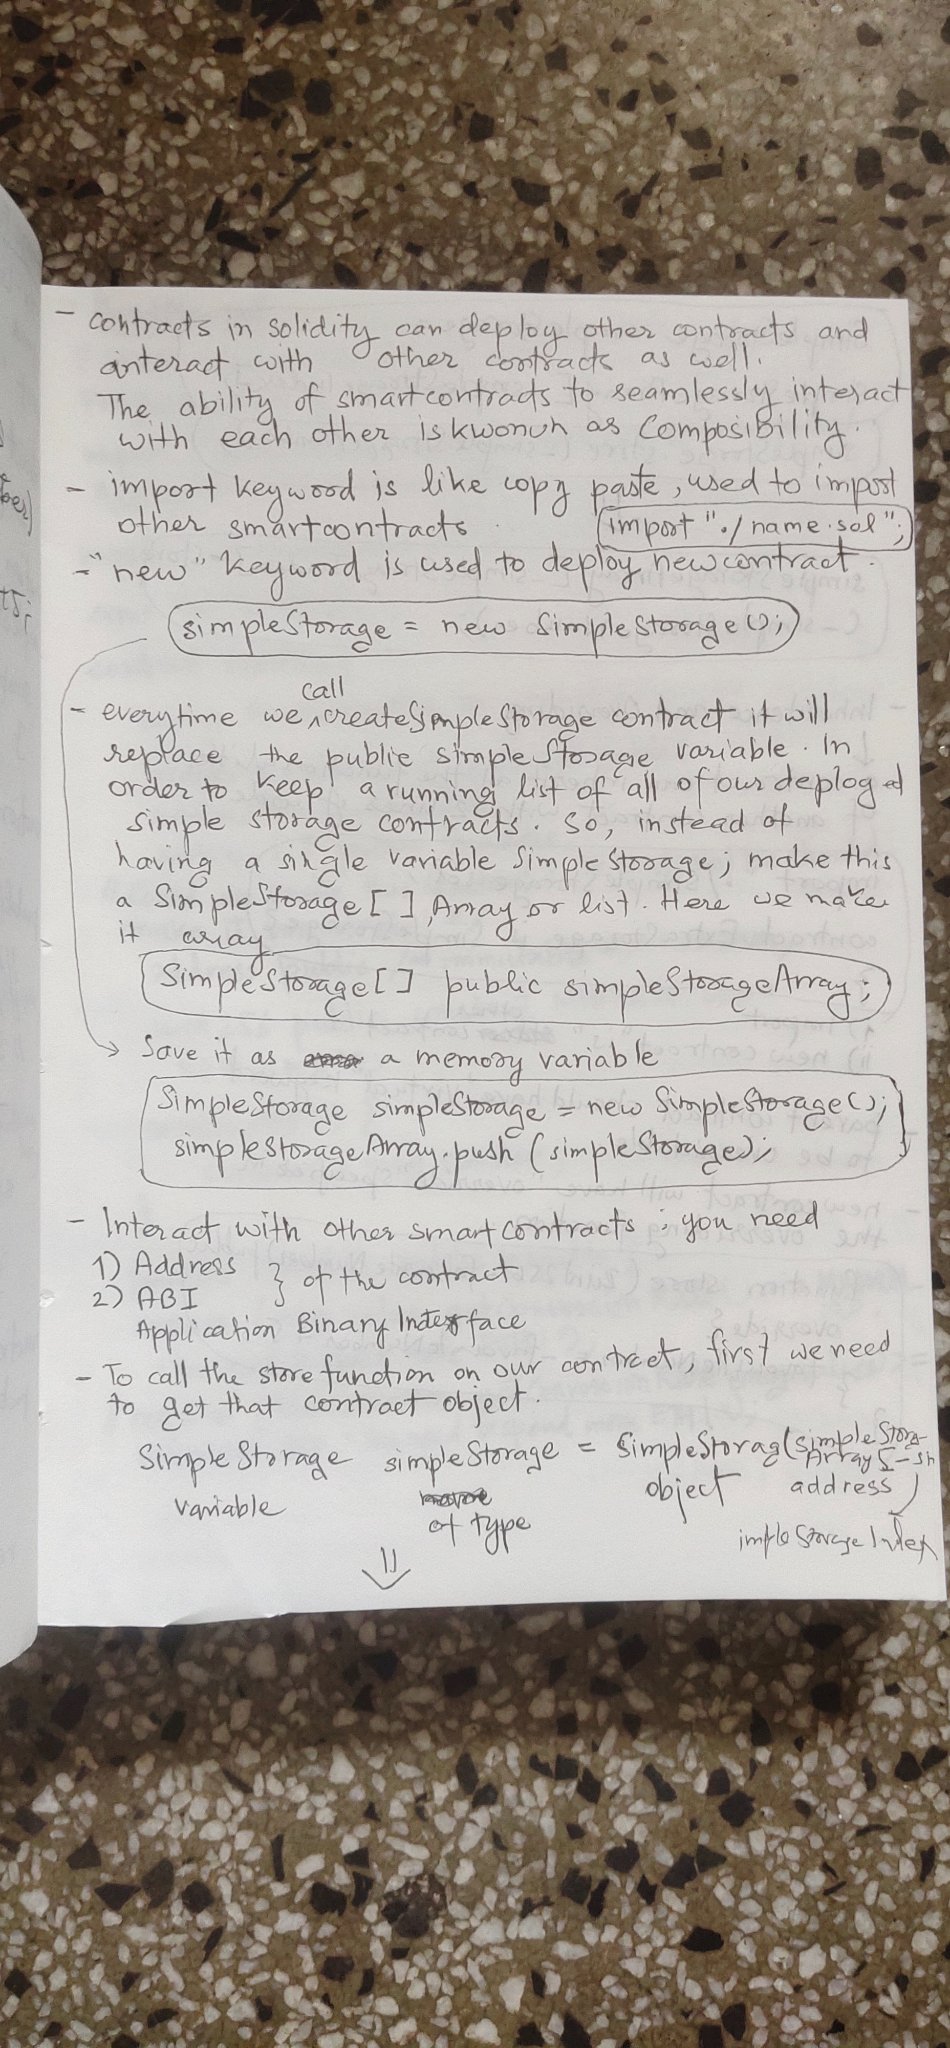 - contracts in solidity can deploy other contracts and
interact with other contracts as well.
The ability of smartcontracts to seamlessly interact
with each other is kwonwn as Composibility.
- import keyword is like copy paste, used to import
other smartcontracts
import "./name.sol";
- "new" keyword is used to deploy new contract.
simpleStorage = new SimpleStorage();
call
- everytime we ^ createSimpleStorage contract it will
replace the public simpleStorage variable. In
order to keep a running list of all of our deployed
simple storage contracts. So, instead of
having a single variable SimpleStorage; make this
a SimpleStorage[], Array or list. Here we make
it array
SimpleStorage[] public simpleStorageArray;
Save it as a memory variable
SimpleStorage simpleStorage = new SimpleStorage();
simpleStorageArray.push(simpleStorage);
- Interact with other smartcontracts; you need
1) Address
2) ABI } of the contract
Application Binary Interface
- To call the store function on our contract, first we need
to get that contract object.
SimpleStorage simpleStorage = SimpleStorag(simpleStora
Array[-Sh
variable of type object address
impleStorageIndex